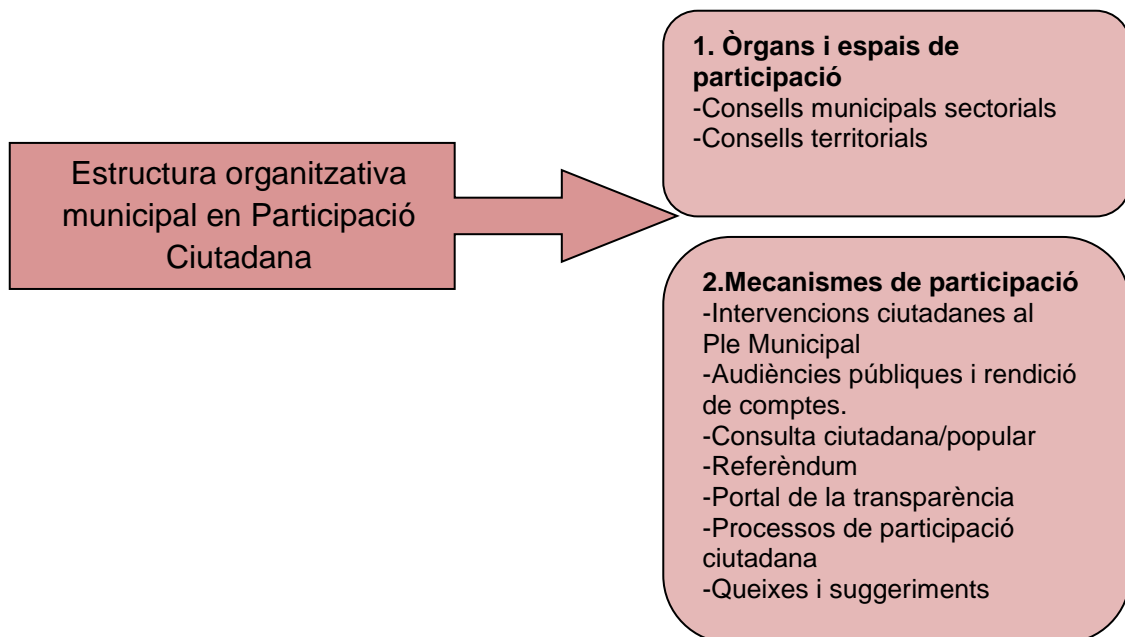 Estructura organitzativa
municipal en Participació
Ciutadana
1. Òrgans i espais de
participació
-Consells municipals sectorials
-Consells territorials
2.Mecanismes de participació
-Intervencions ciutadanes al
Ple Municipal
-Audiències públiques i rendició
de comptes.
-Consulta ciutadana/popular
-Referèndum
-Portal de la transparència
-Processos de participació
ciutadana
-Queixes i suggeriments